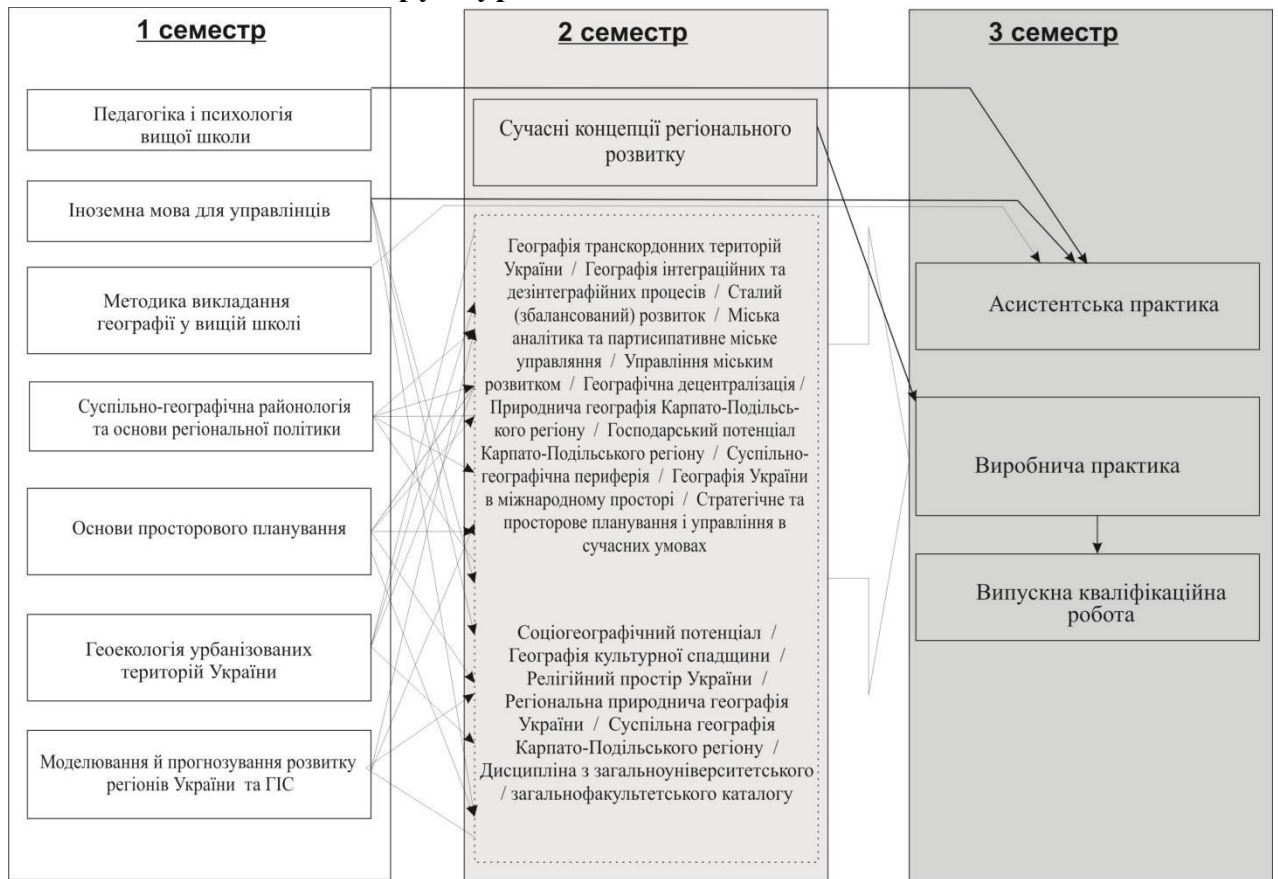 1 семестр
Педагогіка і психологія
вищої школи
Іноземна мова для управлінців
Методика викладання
географії у вищій школі
Суспільно-географічна районологія
та основи регіональної політики
Основи просторового планування
Геоекологія урбанізованих
територій України
Моделювання й прогнозування розвитку
регіонів України та ГІС
2 семестр
Сучасні концепції регіонального
розвитку
Географія транскордонних територій
України / Географія інтеграційних та
дезінтеграфійних процесів / Сталий
(збалансований) розвиток / Міська
аналітика та партисипативне міське
управляння / Управління міським
розвитком / Географічна децентралізація /
Природнича географія Карпато-Подільсь-
кого регіону / Господарський потенціал
Карпато-Подільського регіону / Суспільно-
географічна периферія / Географія України
в міжнародному просторі / Стратегічне та
просторове планування і управління в
сучасних умовах
Соціогеографічний потенціал /
Географія культурної спадщини /
Релігійний простір України /
Регіональна природнича географія
України / Суспільна географія
Карпато-Подільського регіону /
Дисципліна з загальноуніверситетського
/ загальнофакультетського каталогу
3 семестр
Асистентська практика
Виробнича практика
Випускна кваліфікаційна
робота